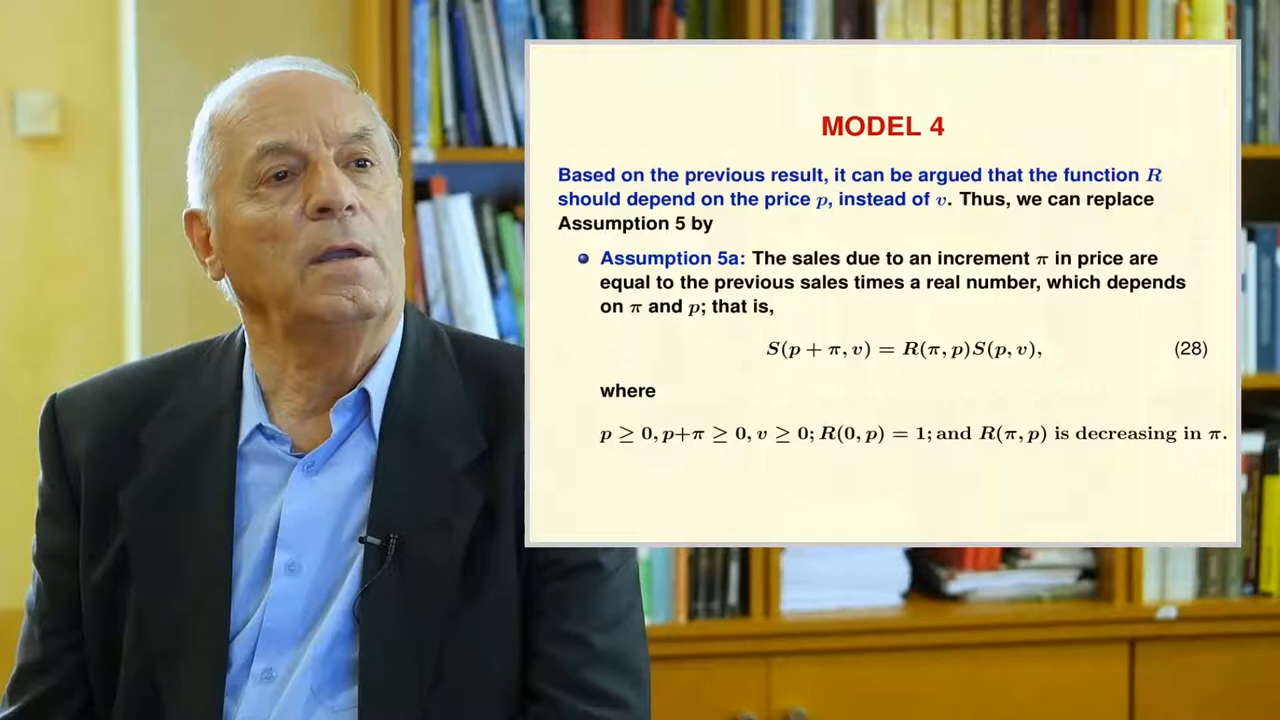 MODEL 4
Based on the previous result, it can be argued that the function R
should depend on the price p, instead of v. Thus, we can replace
Assumption 5 by
Assumption 5a: The sales due to an increment π in price are
equal to the previous sales times a real number, which depends
on π and p; that is,
S(p + π, v) = R(π, p)S(p, v), (28)
where
p ≥ 0, p+π ≥ 0, v ≥ 0; R(0, p) = 1; and R(π, p) is decreasing in π.